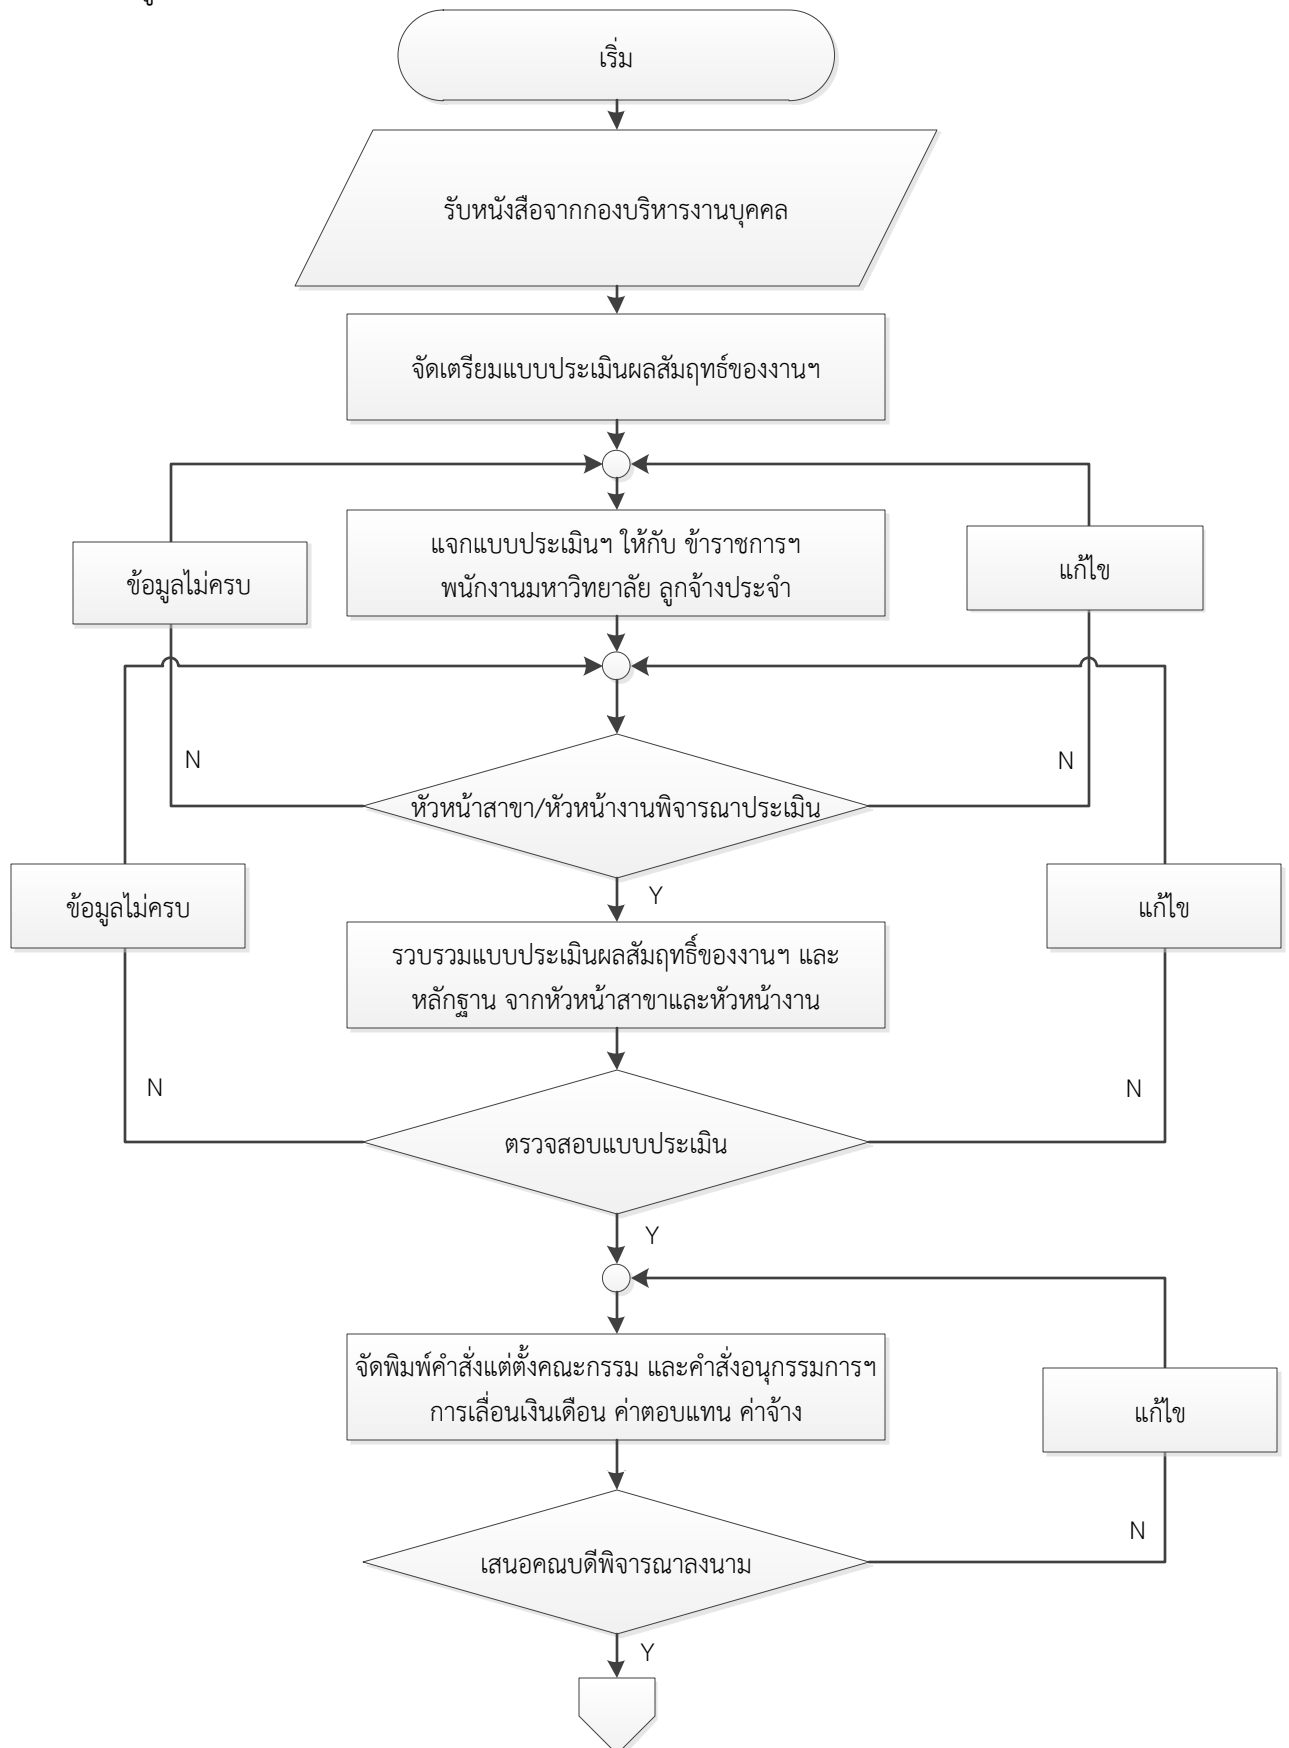 เริ่ม
รับหนังสือจากกองบริหารงานบุคคล
จัดเตรียมแบบประเมินผลสัมฤทธ์ของงานฯ
แจกแบบประเมินฯ ให้กับ ข้าราชการฯ
พนักงานมหาวิทยาลัย ลูกจ้างประจำ
ข้อมูลไม่ครบ
แก้ไข
N
N
หัวหน้าสาขา/หัวหน้างานพิจารณาประเมิน
Y
ข้อมูลไม่ครบ
แก้ไข
รวบรวมแบบประเมินผลสัมฤทธิ์ของงานฯ และ
หลักฐาน จากหัวหน้าสาขาและหัวหน้างาน
N
N
ตรวจสอบแบบประเมิน
Y
จัดพิมพ์คำสั่งแต่ตั้งคณะกรรม และคำสั่งอนุกรรมการฯ
การเลื่อนเงินเดือน ค่าตอบแทน ค่าจ้าง
แก้ไข
N
เสนอคณบดีพิจารณาลงนาม
Y